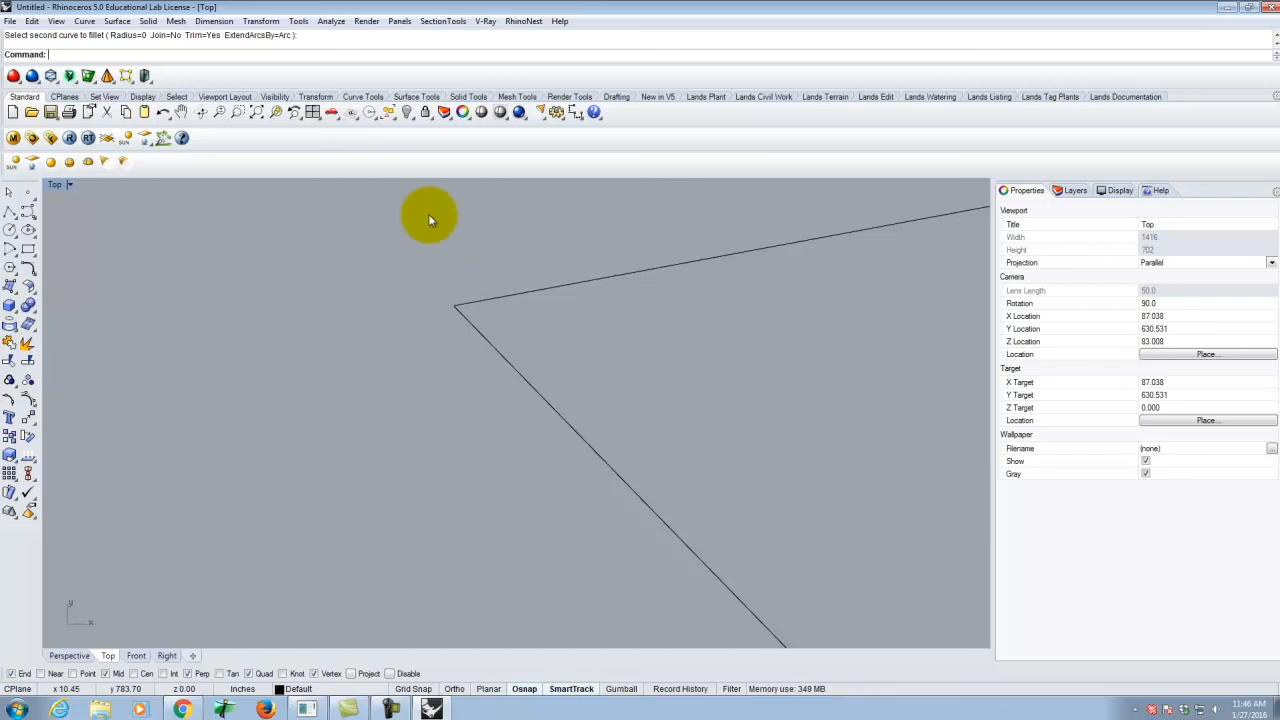 Untitled - Rhinoceros 5.0 Educational Lab License - [Top]
File Edit View Curve Surface Solid Mesh Dimension Transform Tools Analyze Render Panels SectionTools V-Ray RhinoNest Help
Select second curve to fillet ( Radius=0 Join=No Trim=Yes ExtendArcsBy=Arc ):
Command:
Standard CPlanes Set View Display Select Viewport Layout Visibility Transform Curve Tools Surface Tools Solid Tools Mesh Tools Render Tools Drafting New in V5 Lands Plant Lands Civil Work Lands Terrain Lands Edit Lands Watering Lands Listing Lands Tag Plants Lands Documentation
M R RT
SUN
SUN
Top
Properties Layers Display Help
Viewport
Title Top
Width 1416
Height 702
Projection Parallel
Camera
Lens Length 50.0
Rotation 90.0
X Location 87.038
Y Location 630.531
Z Location 83.008
Location Place...
Target
X Target 87.038
Y Target 630.531
Z Target 0.000
Location Place...
Wallpaper
Filename (none) ...
Show
Gray
y
x
Perspective Top Front Right
End Near Point Mid Cen Int Perp Tan Quad Knot Vertex Project Disable
CPlane x 10.45 y 783.70 z 0.00 Inches Default Grid Snap Ortho Planar Osnap SmartTrack Gumball Record History Filter Memory use: 349 MB
11:46 AM
1/27/2016